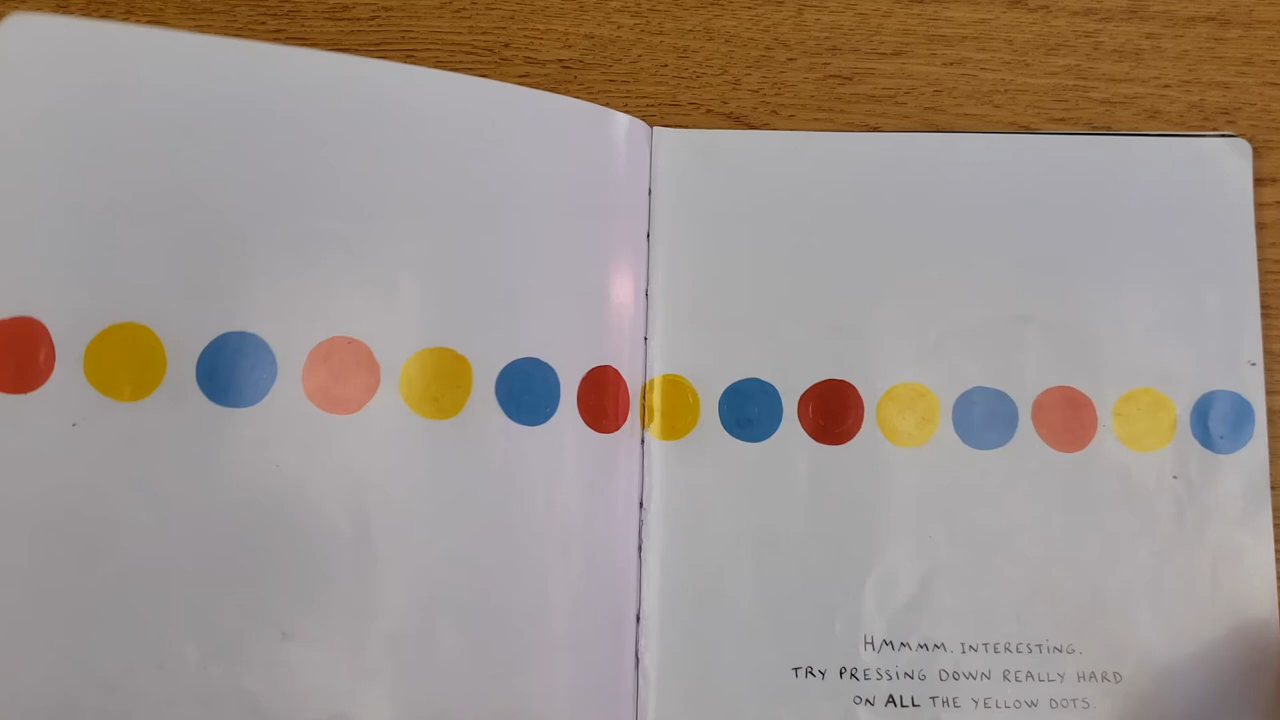 HMMMM. INTERESTING.
TRY PRESSING DOWN REALLY HARD
ON ALL THE YELLOW DOTS.